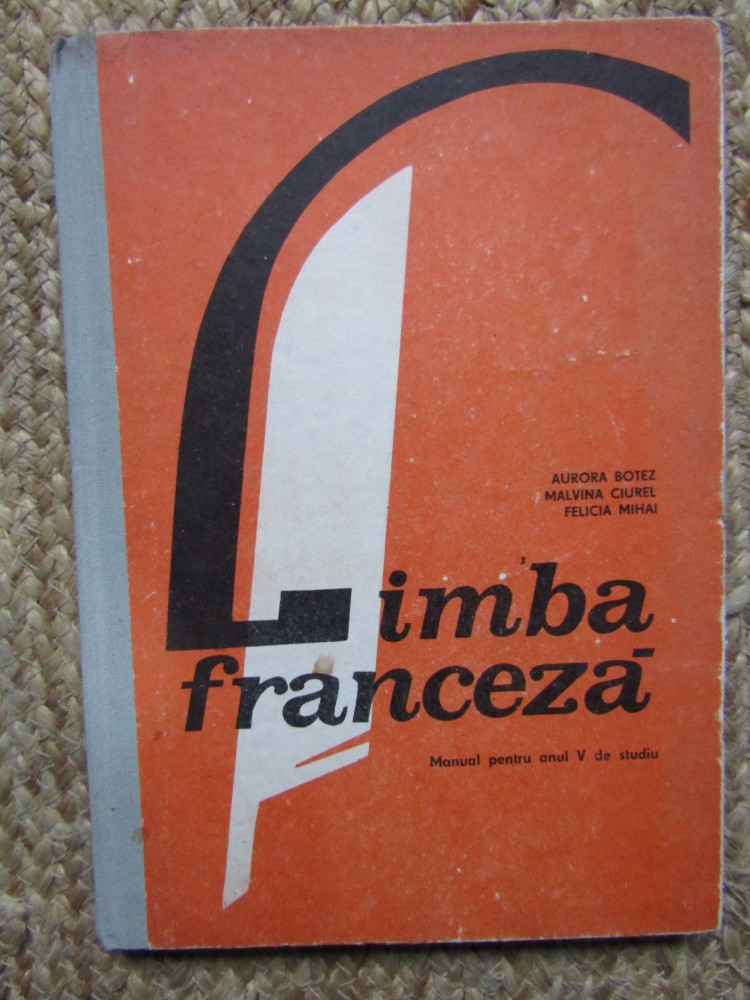 AURORA BOTEZ
MALVINA CIUREL
FELICIA MIHAI
Limba
franceză
Manual pentru anul V de studiu